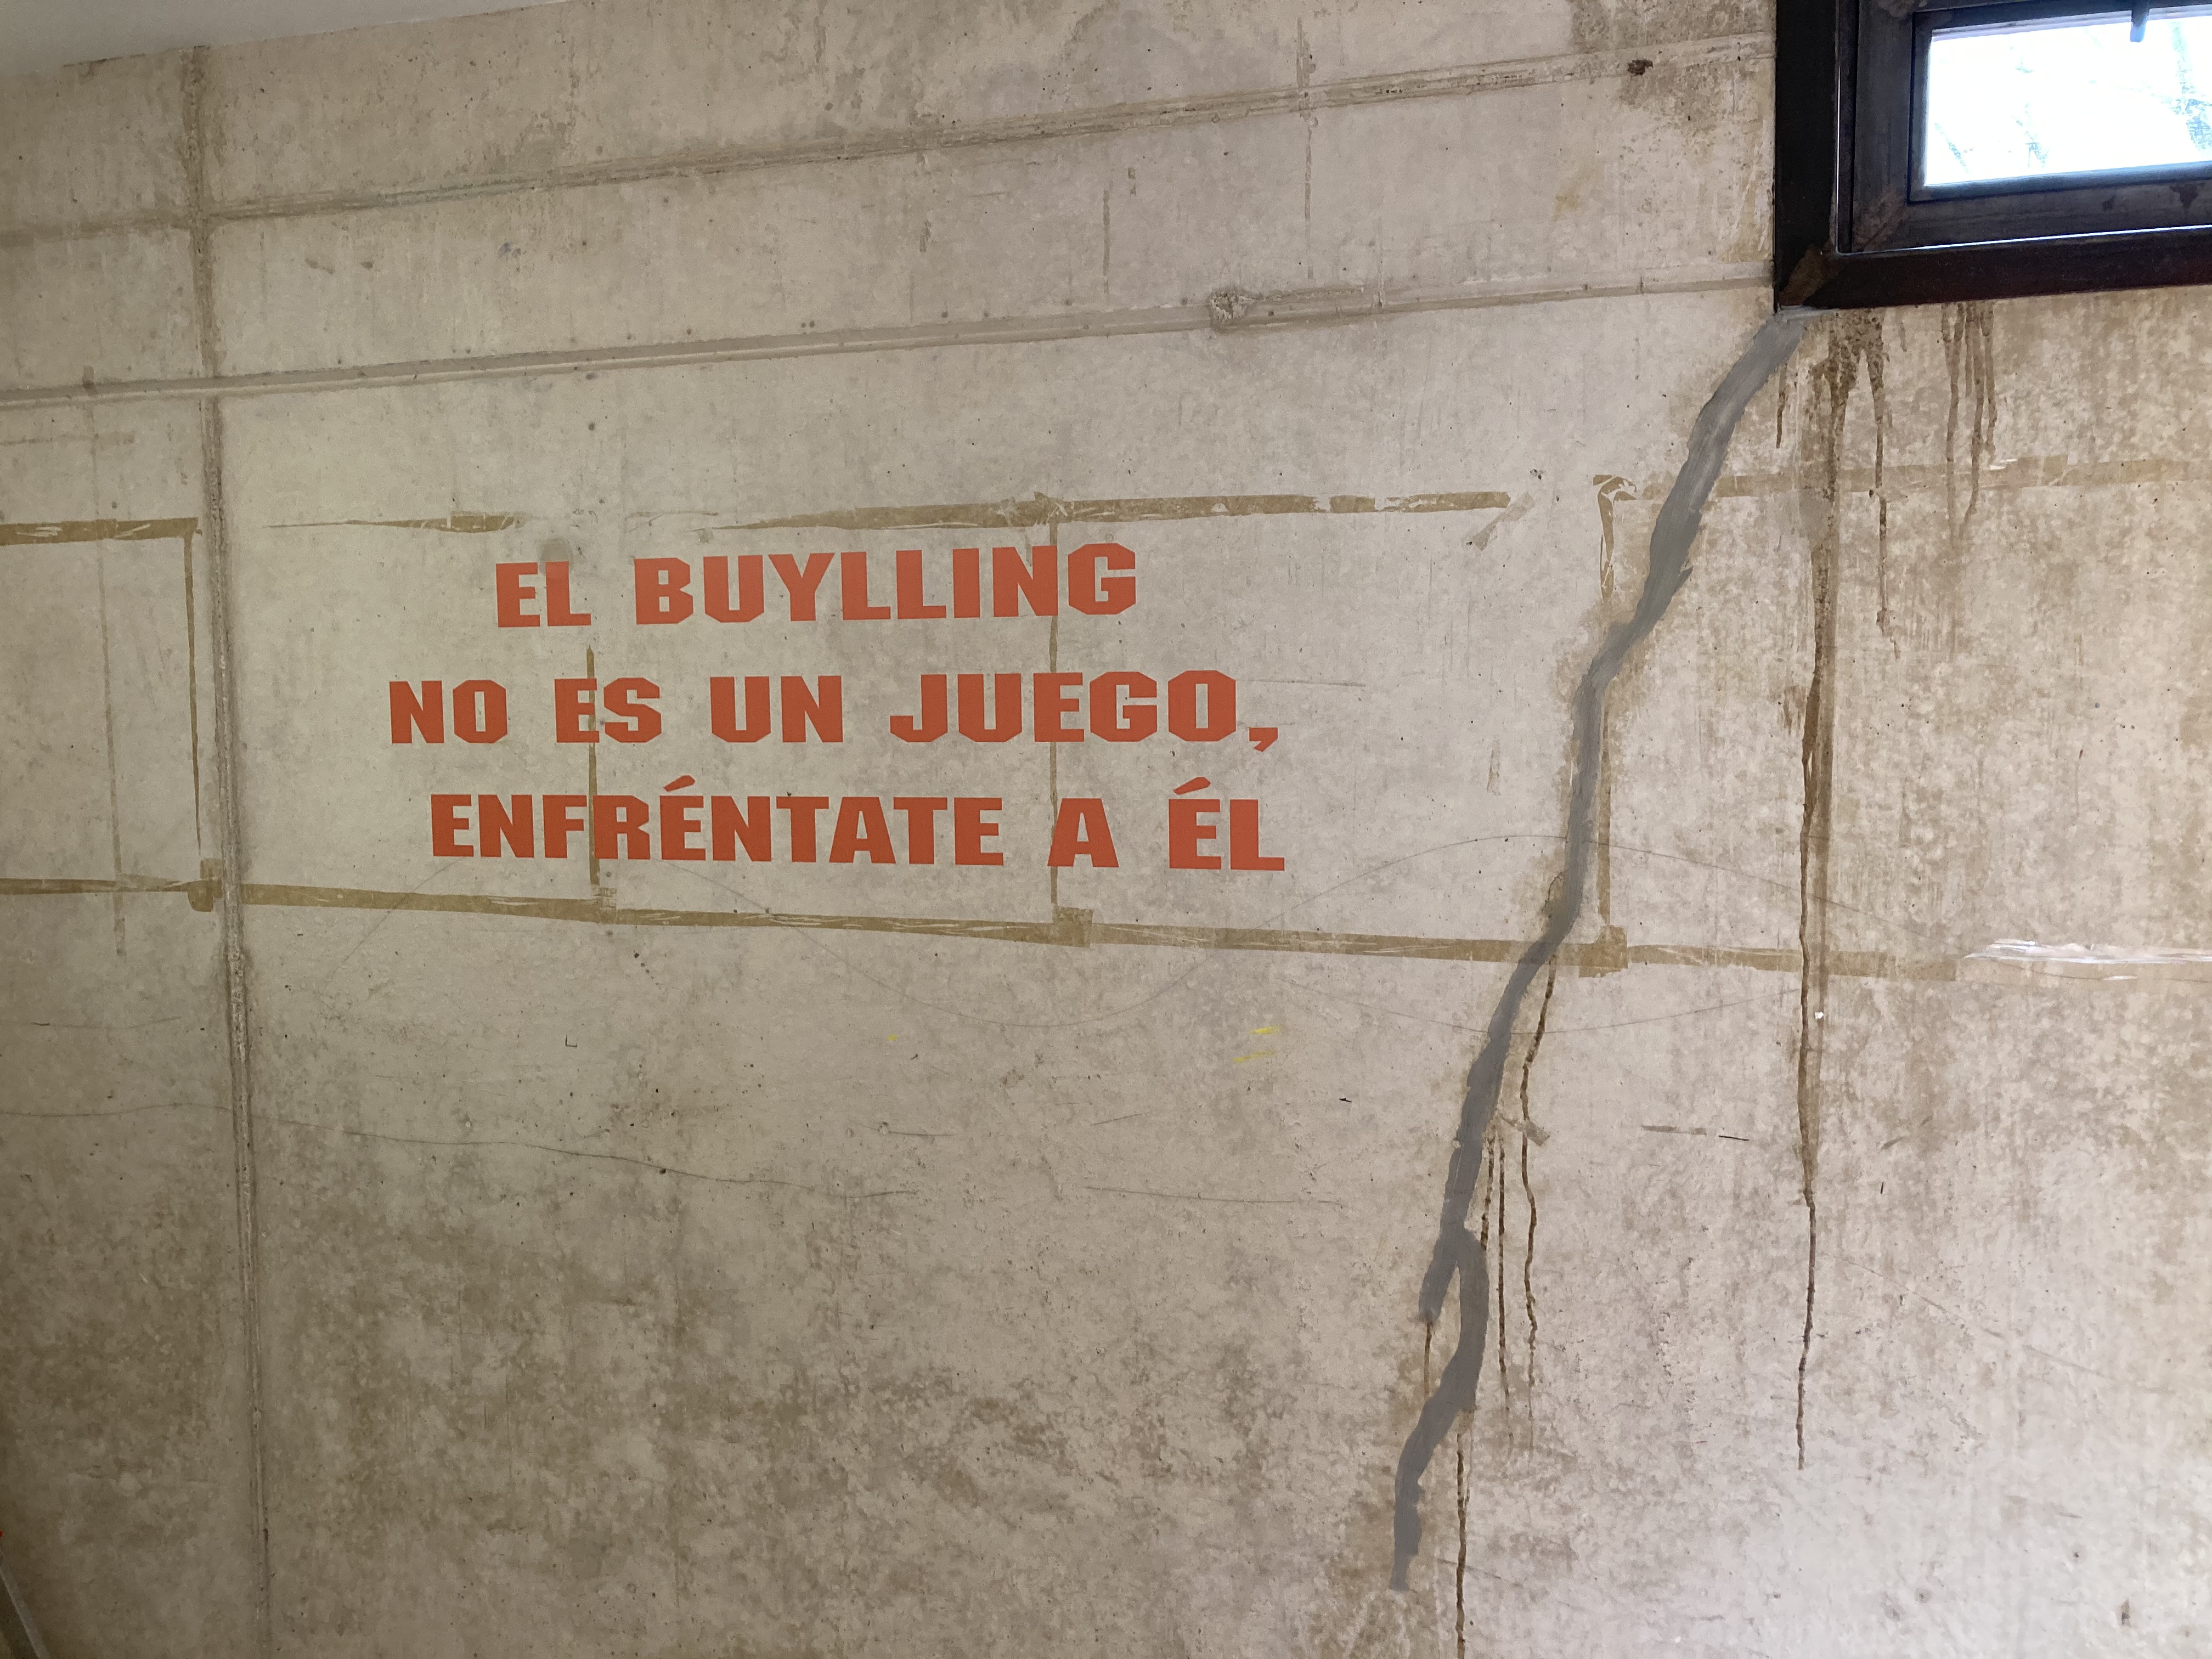 EL BUYLLING
NO ES UN JUEGO,
ENFRÉNTATE A ÉL